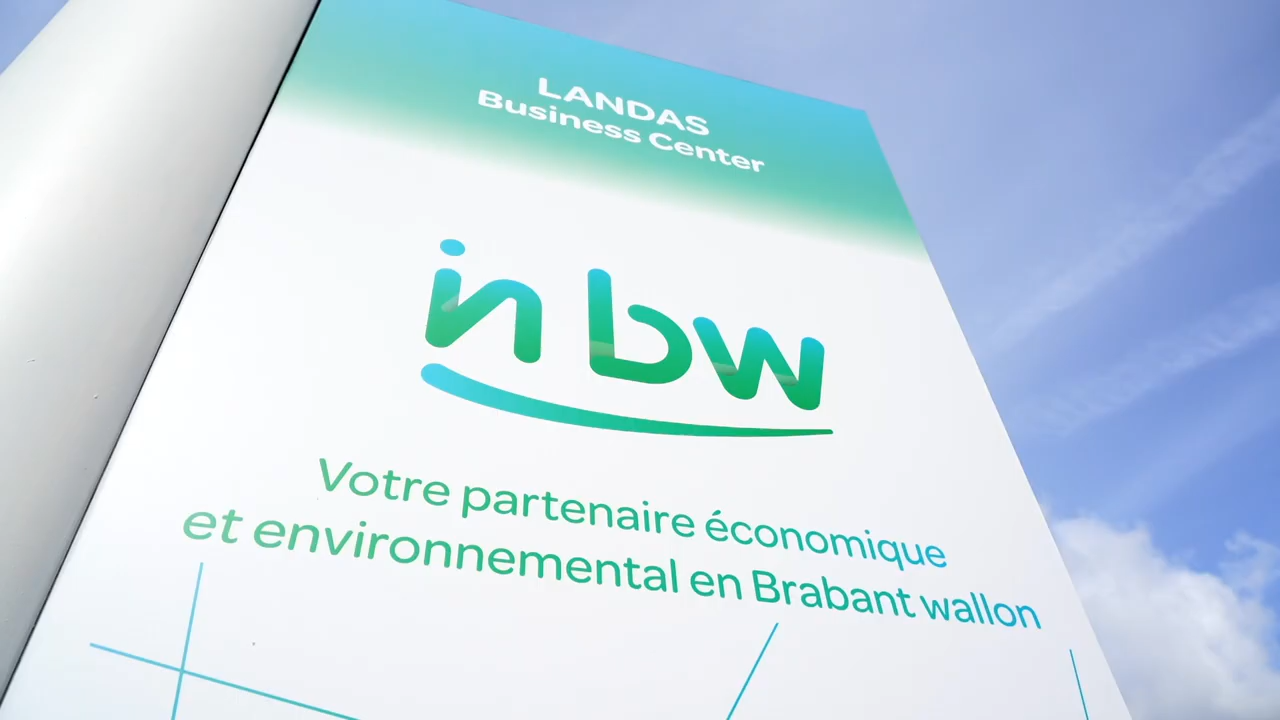 LANDAS
Business Center
in bw
Votre partenaire économique
et environnemental en Brabant wallon